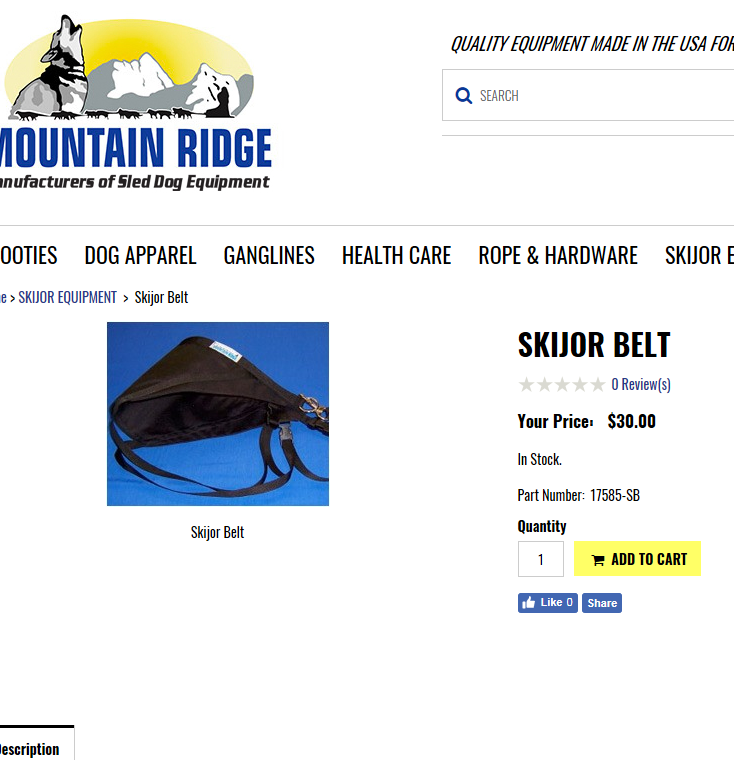 QUALITY EQUIPMENT MADE IN THE USA FOR
SEARCH
MOUNTAIN RIDGE
anufacturers of Sled Dog Equipment
OOTIES DOG APPAREL GANGLINES HEALTH CARE ROPE & HARDWARE SKIJOR E
e > SKIJOR EQUIPMENT > Skijor Belt
SKIJOR BELT
0 Review(s)
Your Price: $30.00
In Stock.
Part Number: 17585-SB
Skijor Belt
Quantity
1
ADD TO CART
Like 0 Share
Description